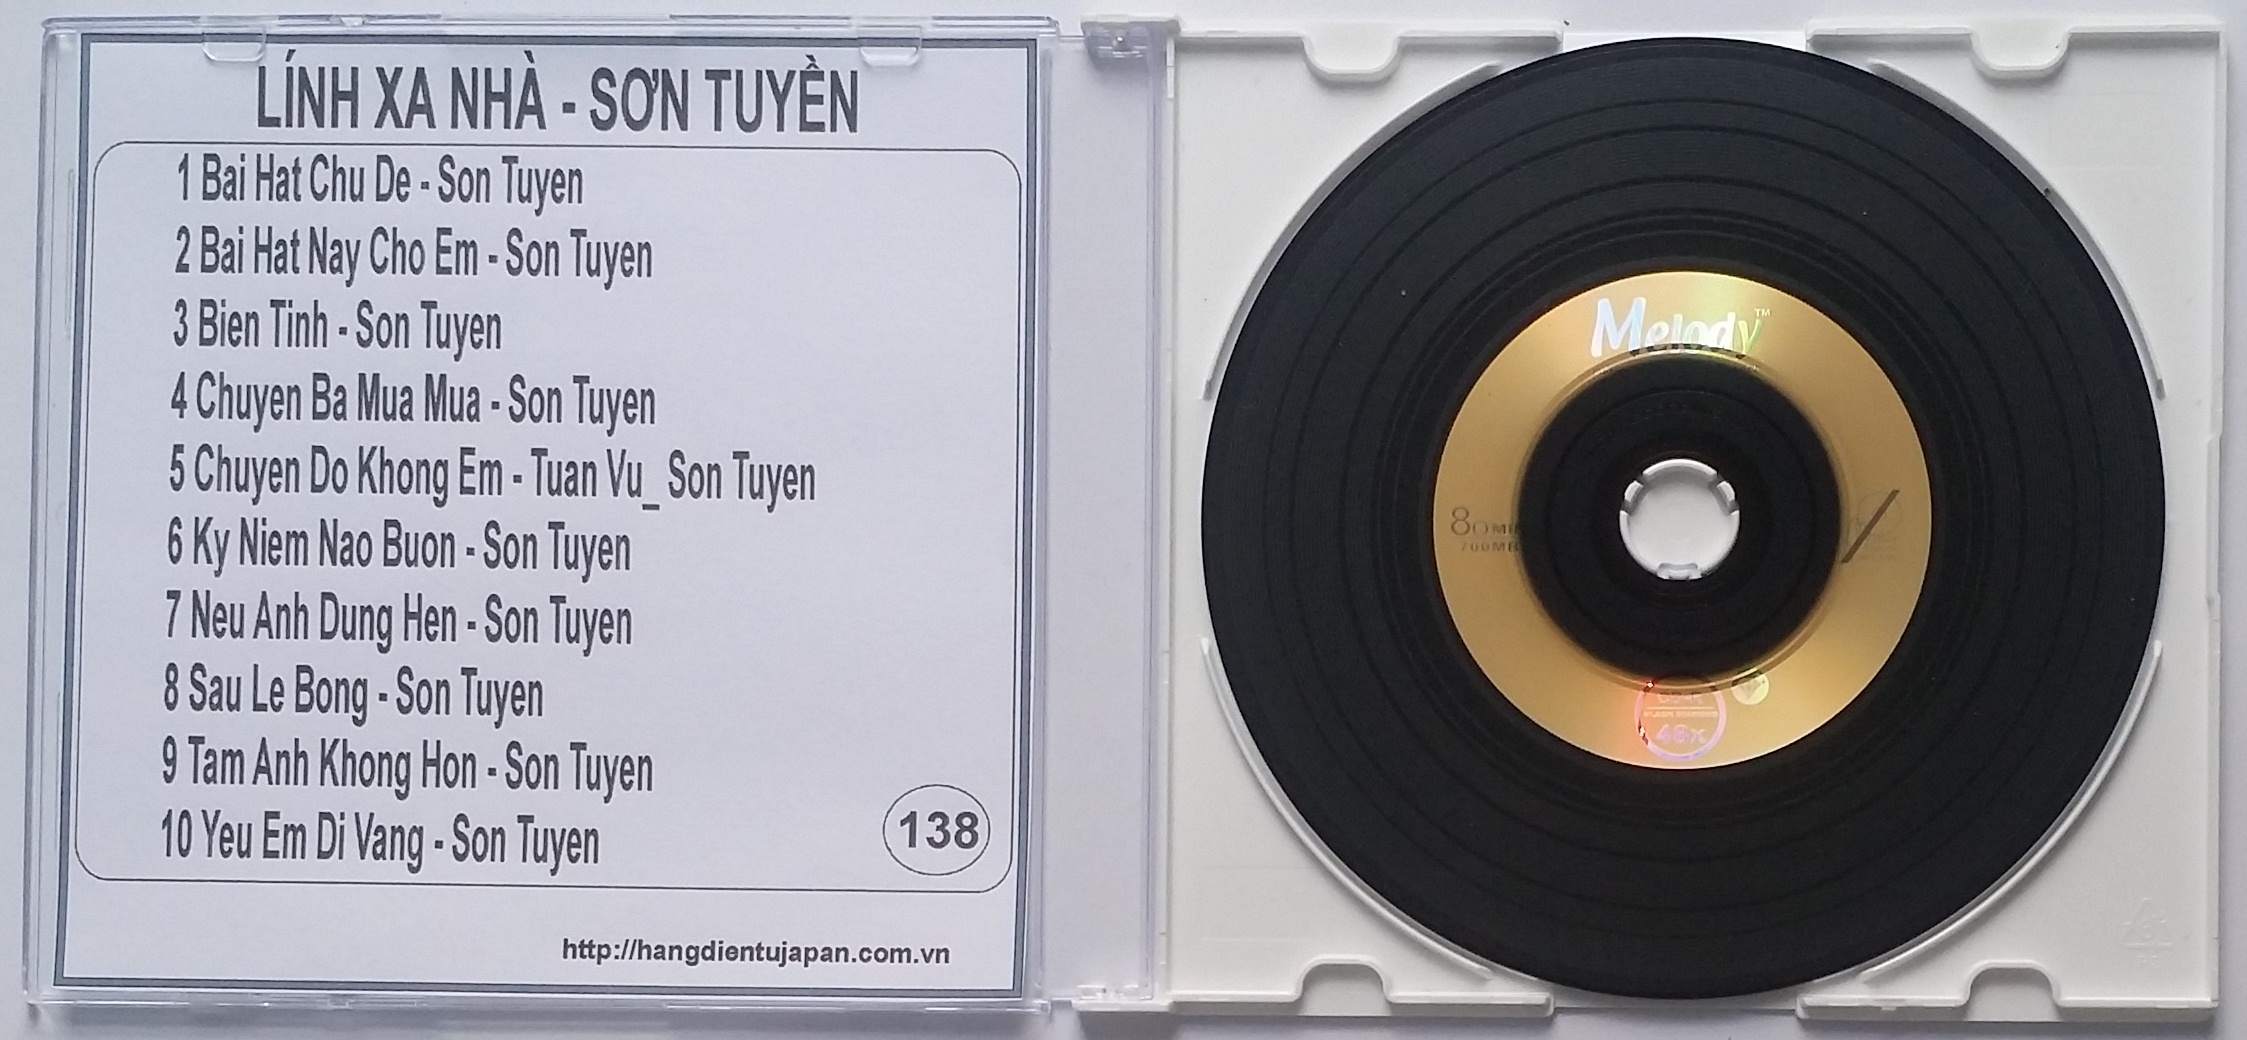 LÍNH XA NHÀ - SƠN TUYỀN
1 Bai Hat Chu De - Son Tuyen
2 Bai Hat Nay Cho Em - Son Tuyen
3 Bien Tinh - Son Tuyen
4 Chuyen Ba Mua Mua - Son Tuyen
5 Chuyen Do Khong Em - Tuan Vu_ Son Tuyen
6 Ky Niem Nao Buon - Son Tuyen
7 Neu Anh Dung Hen - Son Tuyen
8 Sau Le Bong - Son Tuyen
9 Tam Anh Khong Hon - Son Tuyen
10 Yeu Em Di Vang - Son Tuyen
138
http://hangdientujapan.com.vn
Melody™
80 MIN
700MB
48x